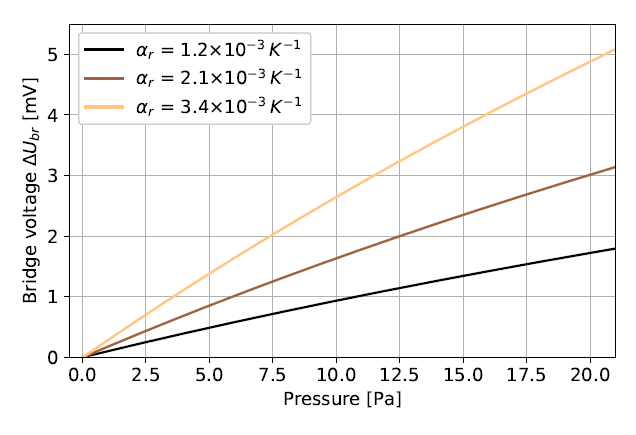 α_r = 1.2×10⁻³ K⁻¹
α_r = 2.1×10⁻³ K⁻¹
α_r = 3.4×10⁻³ K⁻¹
Bridge voltage ΔU_br [mV]
5
4
3
2
1
0
0.0 2.5 5.0 7.5 10.0 12.5 15.0 17.5 20.0
Pressure [Pa]